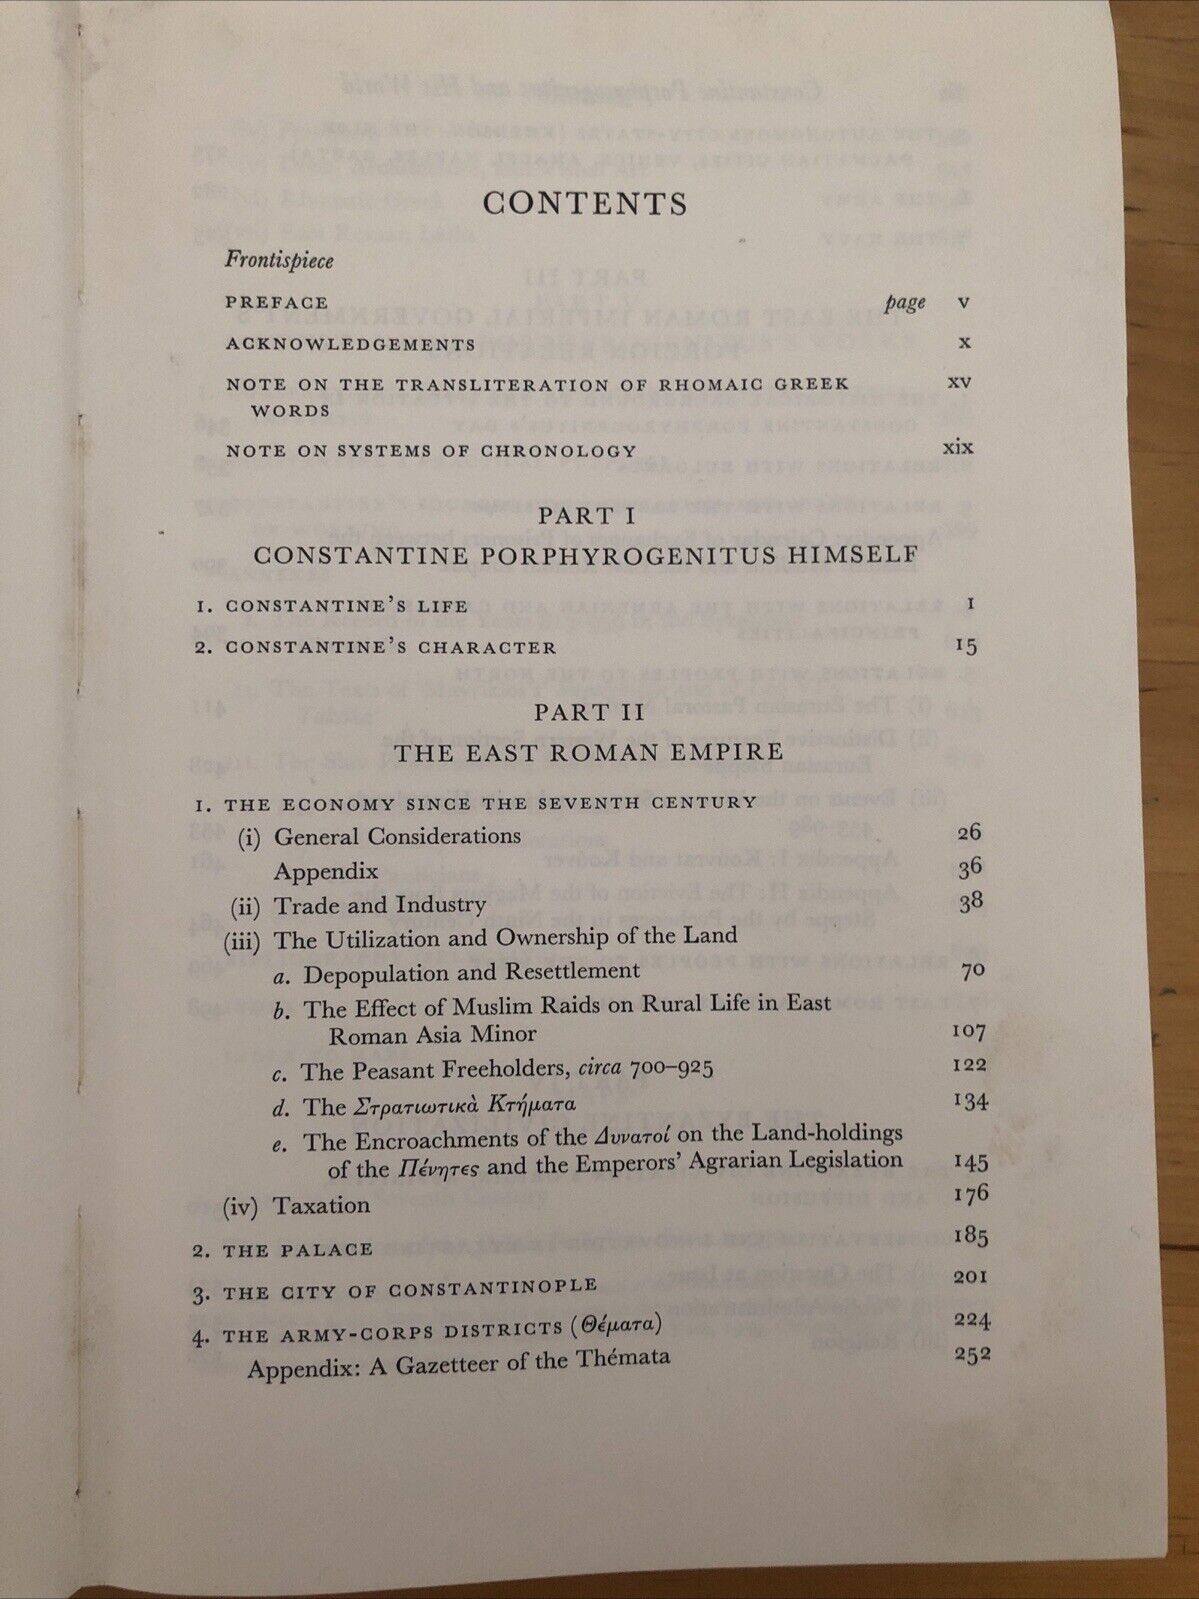 CONTENTS
Frontispiece
PREFACE page v
ACKNOWLEDGEMENTS x
NOTE ON THE TRANSLITERATION OF RHOMAIC GREEK xv
WORDS
NOTE ON SYSTEMS OF CHRONOLOGY xix
PART I
CONSTANTINE PORPHYROGENITUS HIMSELF
1. CONSTANTINE'S LIFE 1
2. CONSTANTINE'S CHARACTER 15
PART II
THE EAST ROMAN EMPIRE
1. THE ECONOMY SINCE THE SEVENTH CENTURY
(i) General Considerations 26
Appendix 36
(ii) Trade and Industry 38
(iii) The Utilization and Ownership of the Land
a. Depopulation and Resettlement 70
b. The Effect of Muslim Raids on Rural Life in East
Roman Asia Minor 107
c. The Peasant Freeholders, circa 700–925 122
d. The Στρατιωτικὰ Κτήματα 134
e. The Encroachments of the Δυνατοί on the Land-holdings
of the Πένητες and the Emperors' Agrarian Legislation 145
(iv) Taxation 176
2. THE PALACE 185
3. THE CITY OF CONSTANTINOPLE 201
4. THE ARMY-CORPS DISTRICTS (Θέματα) 224
Appendix: A Gazetteer of the Thémata 252